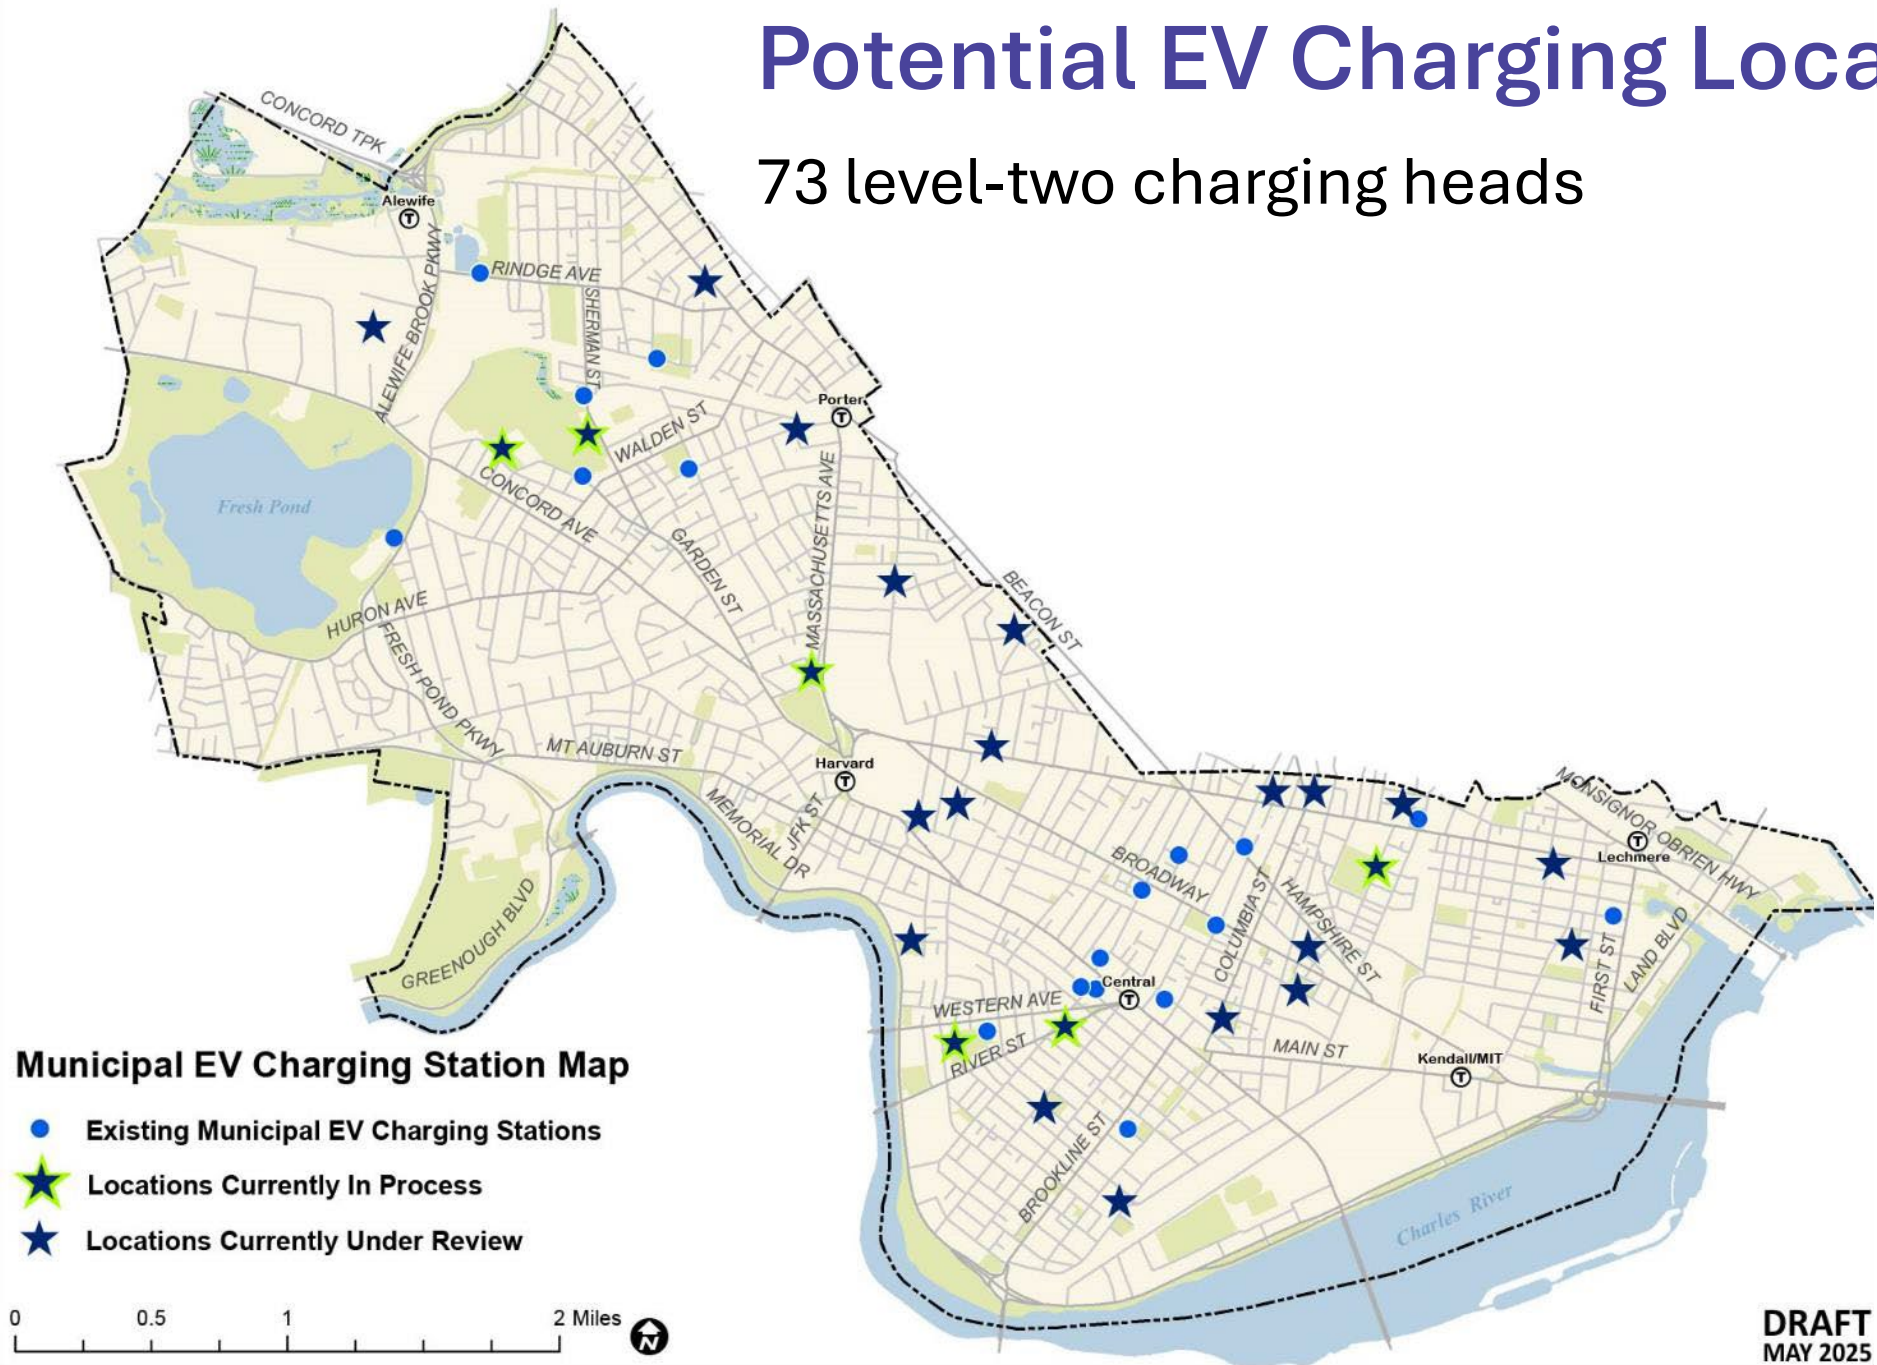 Potential EV Charging Loca
73 level-two charging heads
CONCORD TPK
Alewife
T
RINDGE AVE
SHERMAN ST
ALEWIFE BROOK PKWY
Porter
T
WALDEN ST
CONCORD AVE
MASSACHUSETTS AVE
Fresh Pond
GARDEN ST
BEACON ST
HURON AVE
FRESH POND PKWY
MT AUBURN ST
Harvard
T
MEMORIAL DR
JFK ST
MONSIGNOR OBRIEN HWY
T
Lechmere
BROADWAY
COLUMBIA ST
HAMPSHIRE ST
GREENOUGH BLVD
FIRST ST
LAND BLVD
Central
T
WESTERN AVE
RIVER ST
MAIN ST
Kendall/MIT
T
BROOKLINE ST
Charles River
Municipal EV Charging Station Map
Existing Municipal EV Charging Stations
Locations Currently In Process
Locations Currently Under Review
0 0.5 1 2 Miles
N
DRAFT
MAY 2025